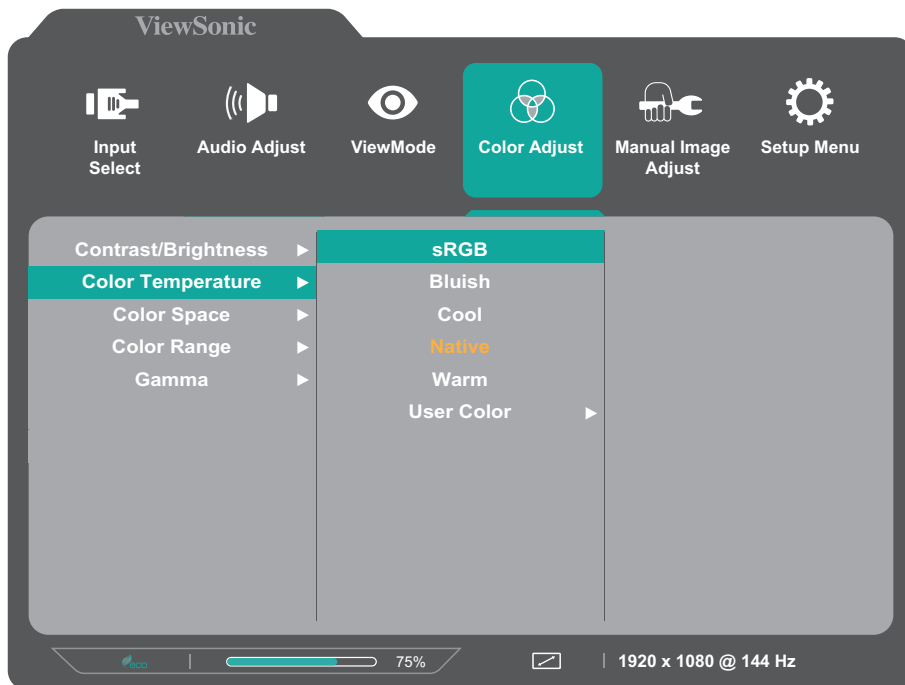 ViewSonic
Input
Select
Audio Adjust
ViewMode
Color Adjust
Manual Image
Adjust
Setup Menu
Contrast/Brightness
Color Temperature
Color Space
Color Range
Gamma
sRGB
Bluish
Cool
Native
Warm
User Color
ECO
75%
1920 x 1080 @ 144 Hz